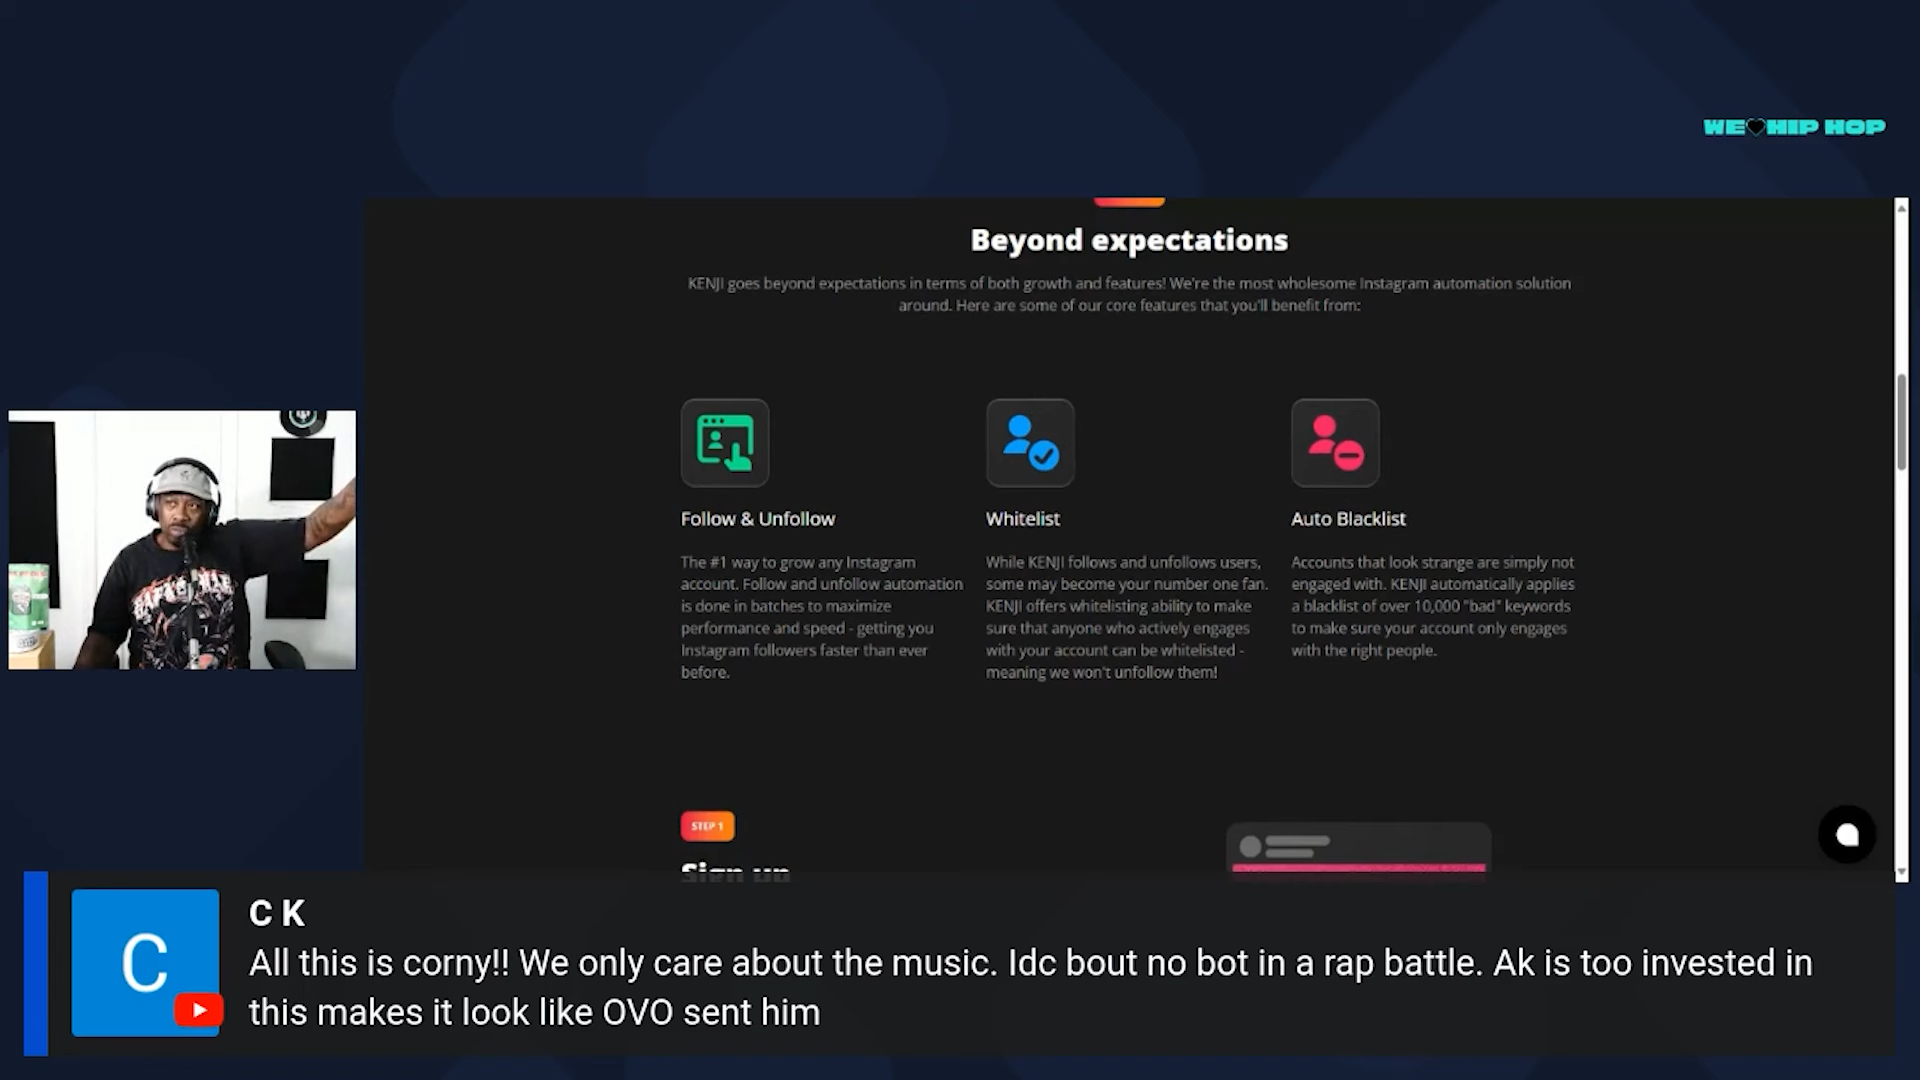 WE🖤HIP HOP
Beyond expectations
KENJI goes beyond expectations in terms of both growth and features! We're the most wholesome Instagram automation solution
around. Here are some of our core features that you'll benefit from:
Follow & Unfollow
The #1 way to grow any Instagram
account. Follow and unfollow automation
is done in batches to maximize
performance and speed - getting you
Instagram followers faster than ever
before.
Whitelist
While KENJI follows and unfollows users,
some may become your number one fan.
KENJI offers whitelisting ability to make
sure that anyone who actively engages
with your account can be whitelisted -
meaning we won't unfollow them!
Auto Blacklist
Accounts that look strange are simply not
engaged with. KENJI automatically applies
a blacklist of over 10,000 "bad" keywords
to make sure your account only engages
with the right people.
STEP 1
Sign up
C
C K
All this is corny!! We only care about the music. Idc bout no bot in a rap battle. Ak is too invested in
this makes it look like OVO sent him